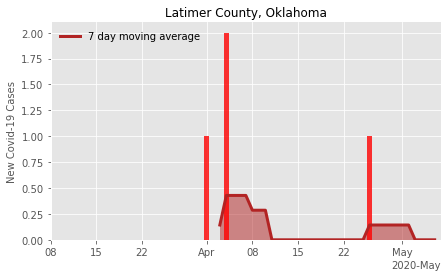 Latimer County, Oklahoma
7 day moving average
New Covid-19 Cases
2.00
1.75
1.50
1.25
1.00
0.75
0.50
0.25
0.00
08 15 22 Apr 08 15 22 May
2020-May